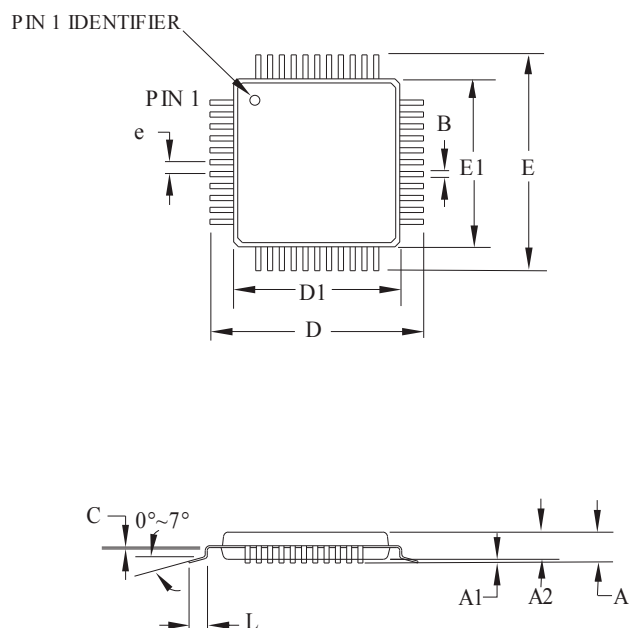 PIN 1 IDENTIFIER
PIN 1
e
B
E1
E
D1
D
C
0°~7°
A1
A2
A
L